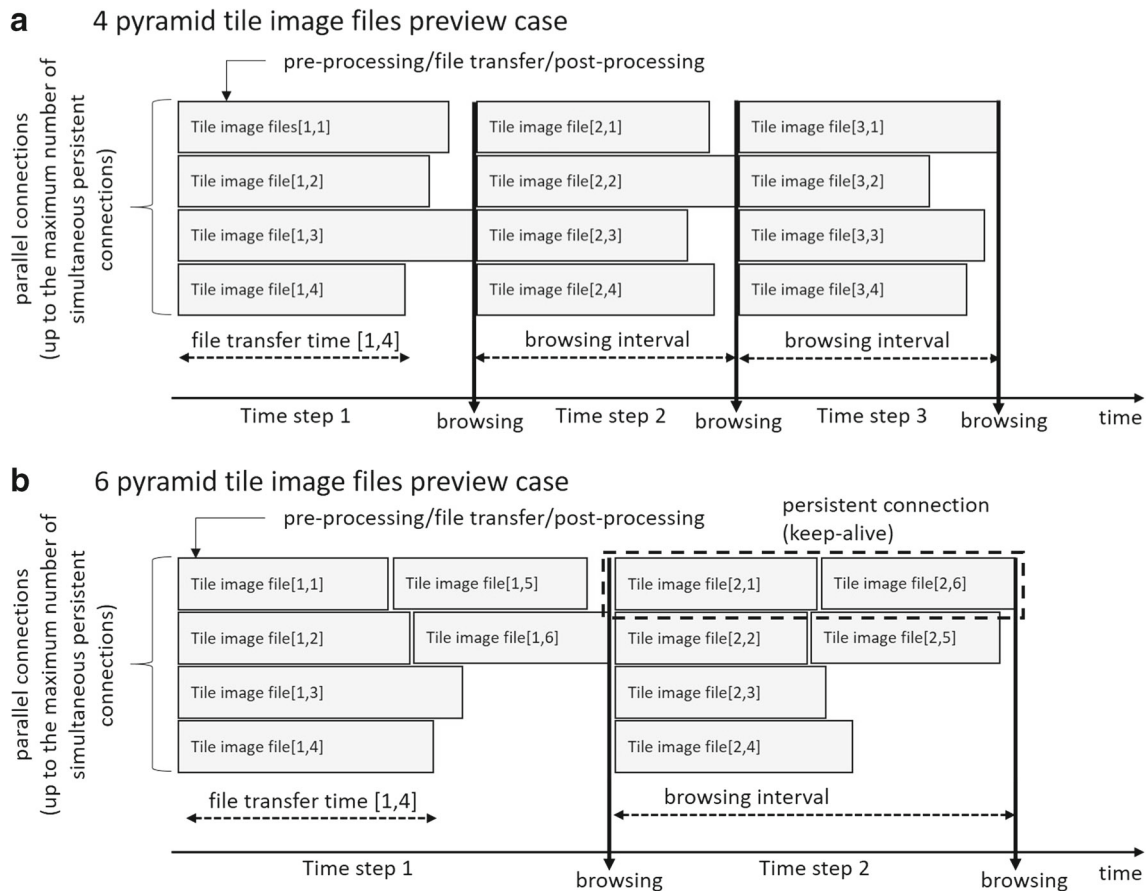 a 4 pyramid tile image files preview case
pre-processing/file transfer/post-processing
parallel connections
(up to the maximum number of
simultaneous persistent
connections)
Tile image files[1,1]
Tile image file[2,1]
Tile image file[3,1]
Tile image file[1,2]
Tile image file[2,2]
Tile image file[3,2]
Tile image file[1,3]
Tile image file[2,3]
Tile image file[3,3]
Tile image file[1,4]
Tile image file[2,4]
Tile image file[3,4]
file transfer time [1,4]
browsing interval
browsing interval
Time step 1
browsing
Time step 2
browsing
Time step 3
browsing
time
b 6 pyramid tile image files preview case
pre-processing/file transfer/post-processing
persistent connection
(keep-alive)
parallel connections
(up to the maximum number of
simultaneous persistent
connections)
Tile image file[1,1]
Tile image file[1,5]
Tile image file[2,1]
Tile image file[2,6]
Tile image file[1,2]
Tile image file[1,6]
Tile image file[2,2]
Tile image file[2,5]
Tile image file[1,3]
Tile image file[2,3]
Tile image file[1,4]
Tile image file[2,4]
file transfer time [1,4]
browsing interval
Time step 1
browsing
Time step 2
browsing
time